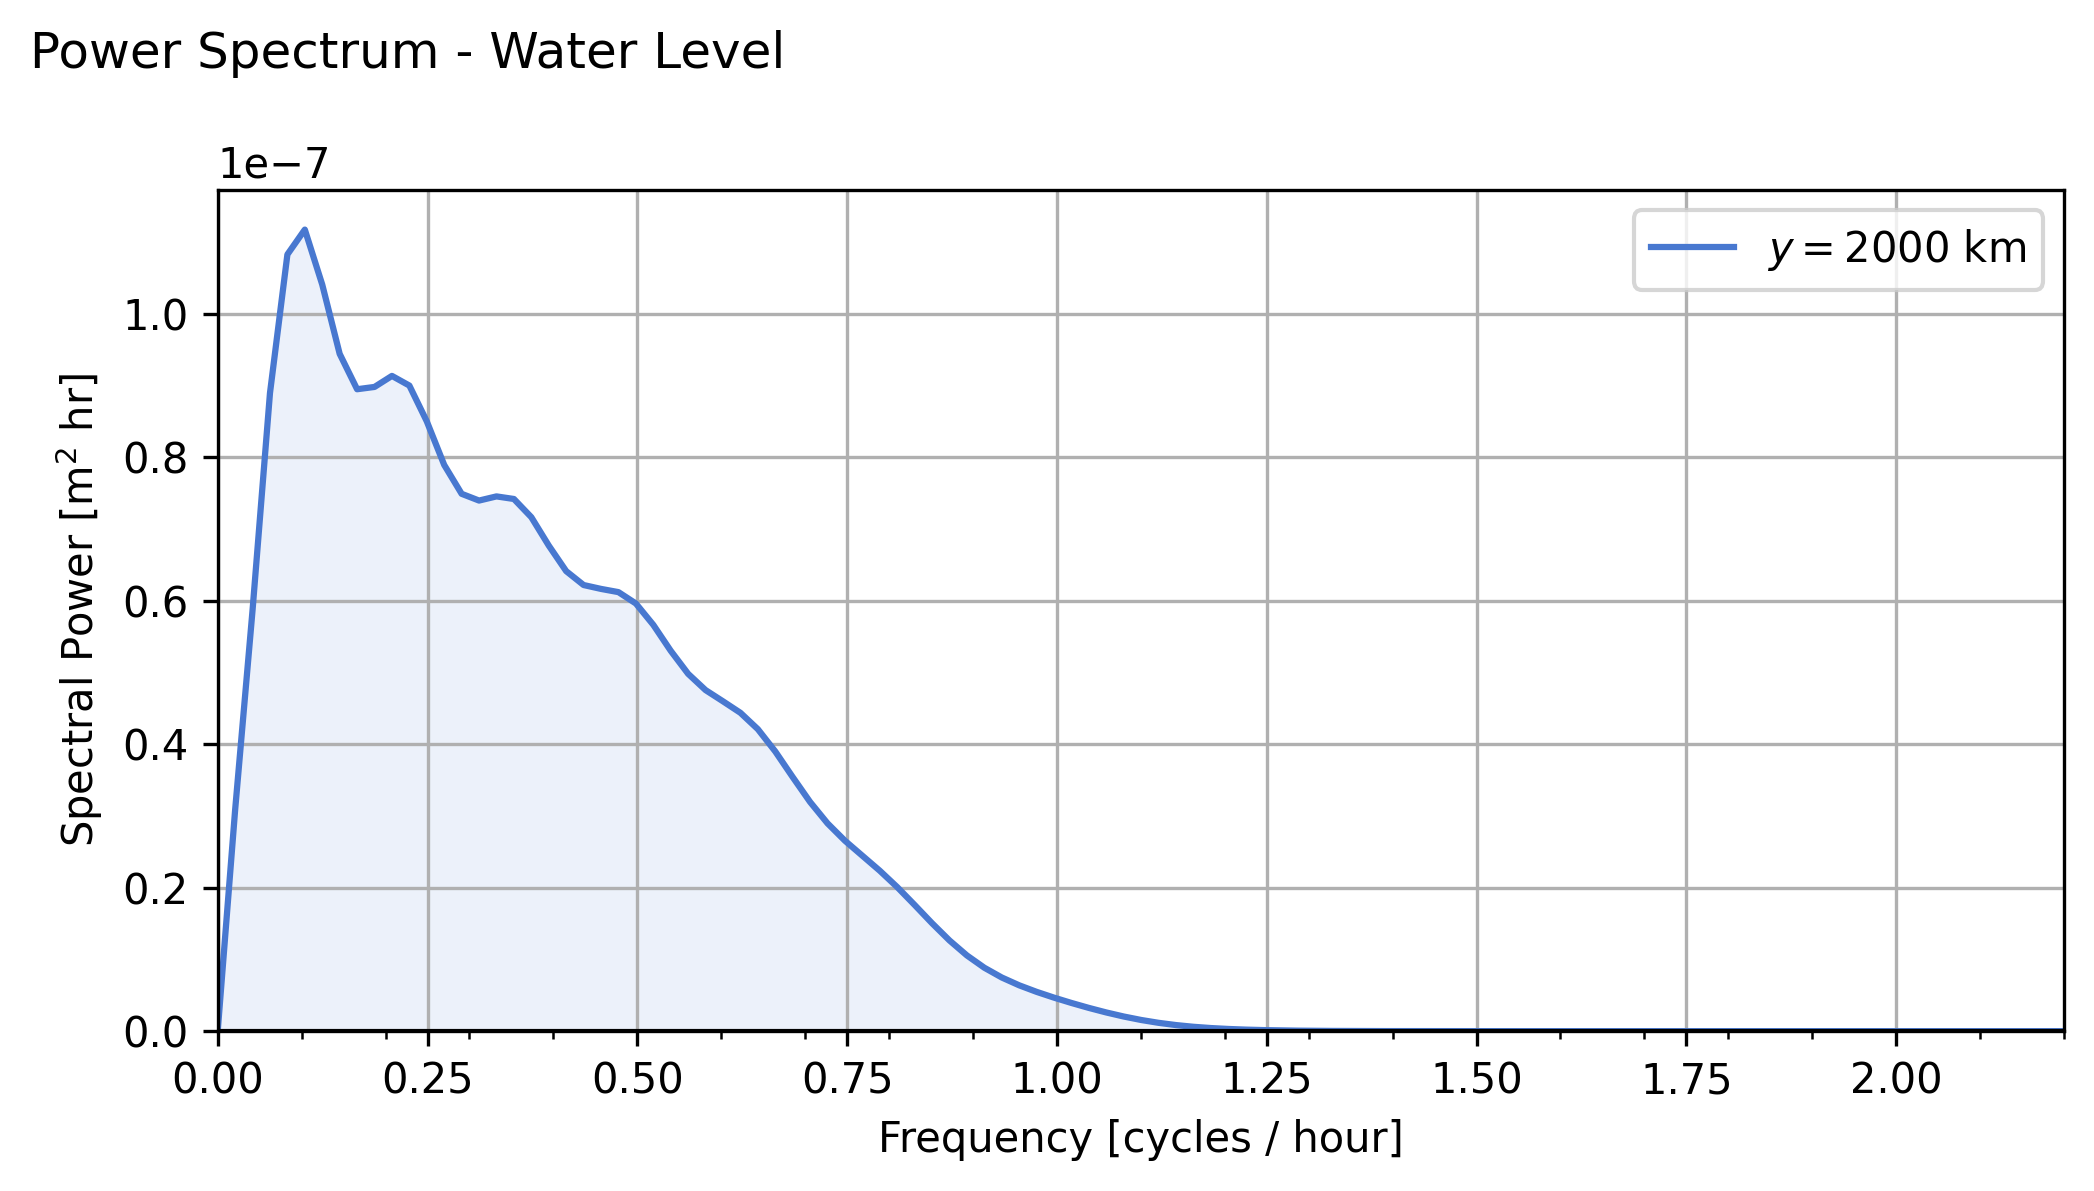 Power Spectrum - Water Level
1e−7
y = 2000 km
1.0
0.8
0.6
0.4
0.2
0.0
Spectral Power [m² hr]
0.00 0.25 0.50 0.75 1.00 1.25 1.50 1.75 2.00
Frequency [cycles / hour]